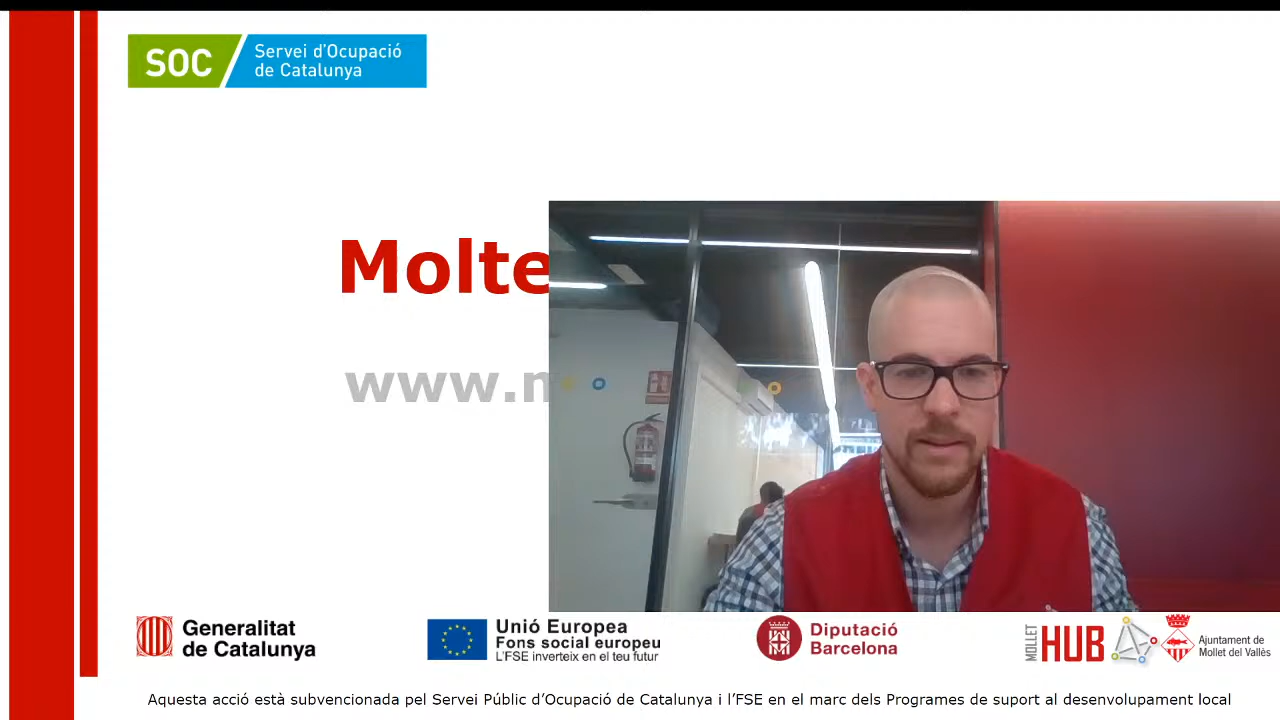 SOC
Servei d'Ocupació
de Catalunya
Molte
www.
Generalitat
de Catalunya
Unió Europea
Fons social europeu
L'FSE inverteix en el teu futur
Diputació
Barcelona
MOLLET
HUB
Ajuntament de
Mollet del Vallès
Aquesta acció està subvencionada pel Servei Públic d'Ocupació de Catalunya i l'FSE en el marc dels Programes de suport al desenvolupament local